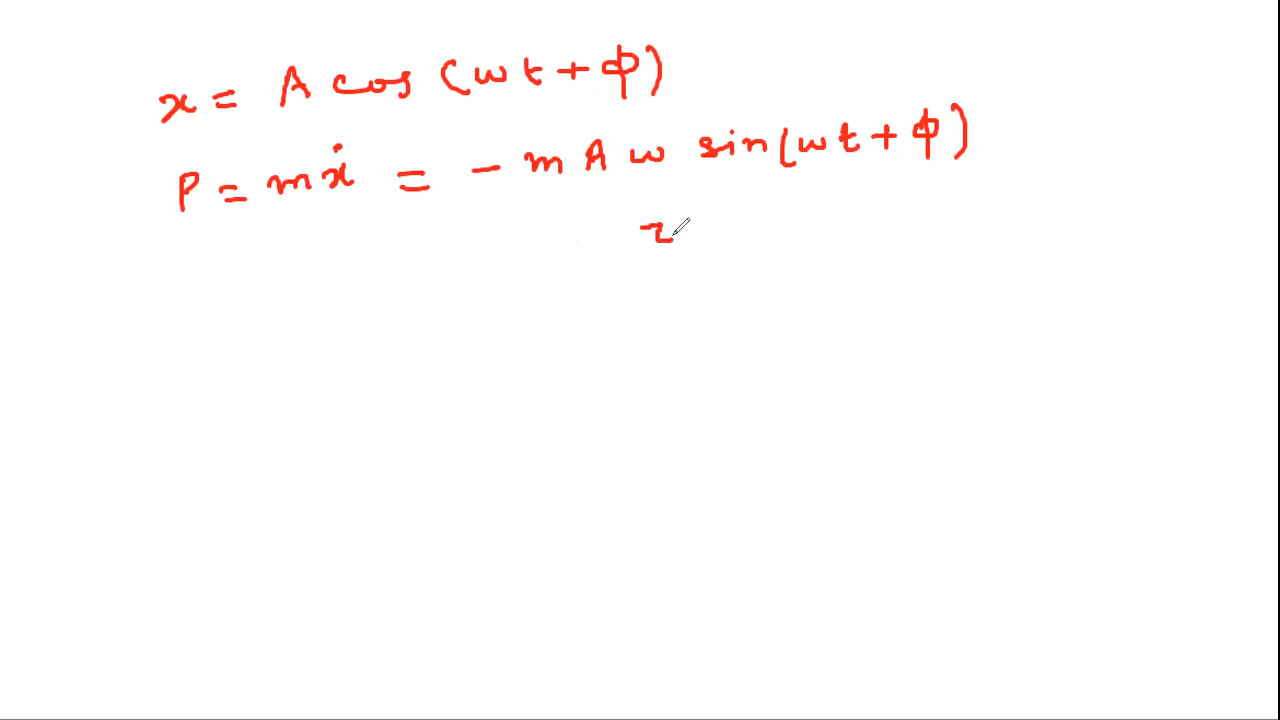 x = A cos (ωt + φ)
P = mẋ = - m A ω sin(ωt + φ)